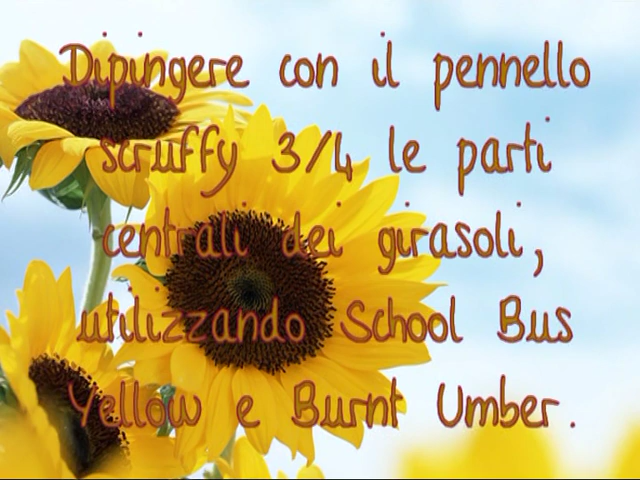 Dipingere con il pennello
scruffy 3/4 le parti
centrali dei girasoli,
utilizzando School Bus
Yellow e Burnt Umber.